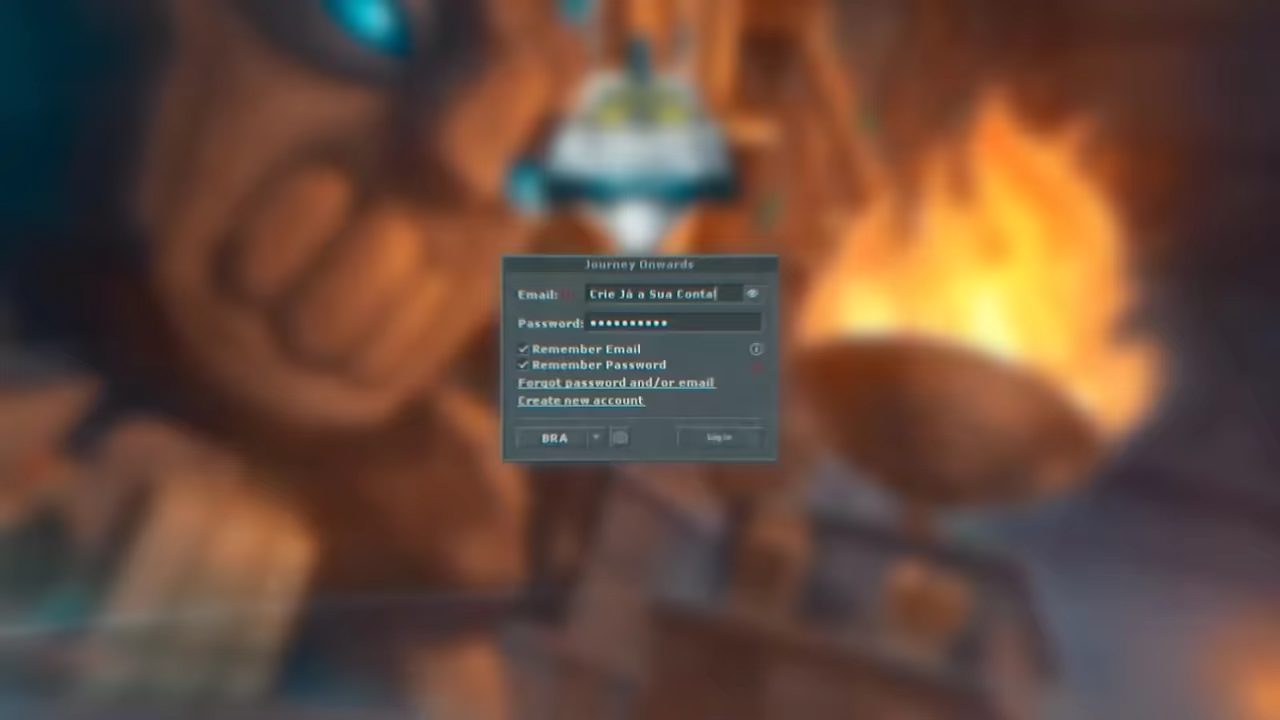 Journey Onwards
Email: Crie Já a Sua Conta
Password: ••••••••••
Remember Email
Remember Password
Forgot password and/or email
Create new account
BRA Log in